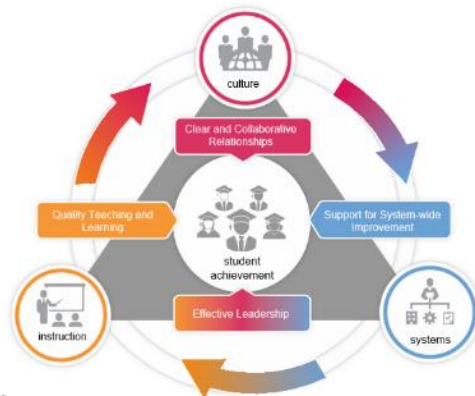 culture
Clear and Collaborative
Relationships
Quality Teaching and
Learning
Support for System-wide
Improvement
student
achievement
Effective Leadership
instruction
systems